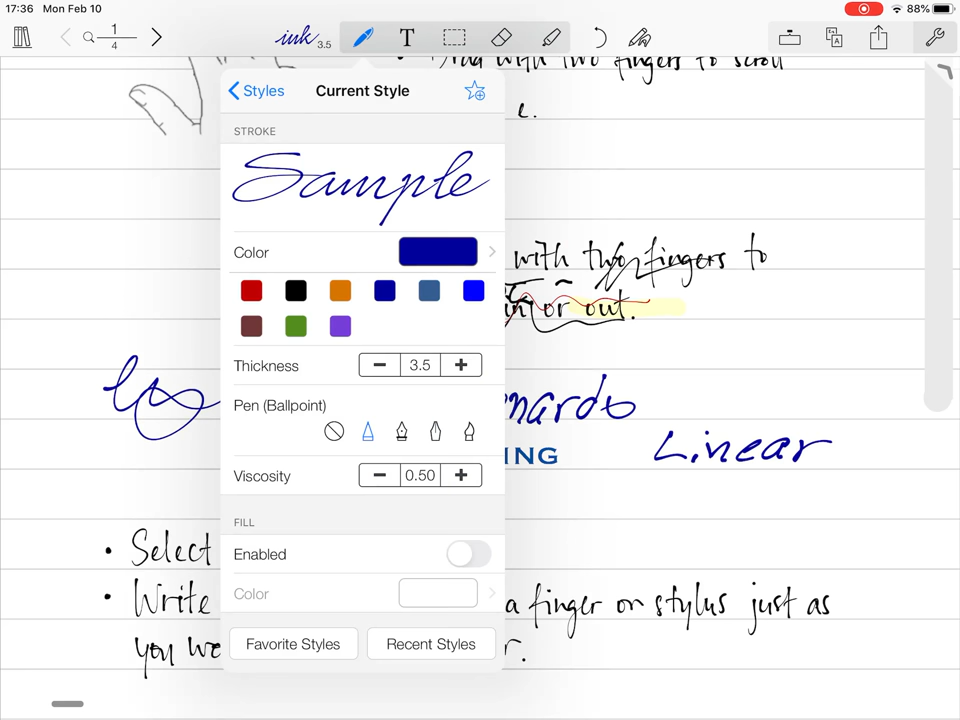 17:36 Mon Feb 10 88%
1
4
ink 3.5 T
with two fingers to scroll
Styles Current Style
e.
STROKE
Sample
Color
with two fingers to
in or out.
Thickness − 3.5 +
Pen (Ballpoint)
nardo
ING Linear
Viscosity − 0.50 +
FILL
• Select
Enabled
Color
• Write a finger or stylus just as
Favorite Styles Recent Styles
you we r.